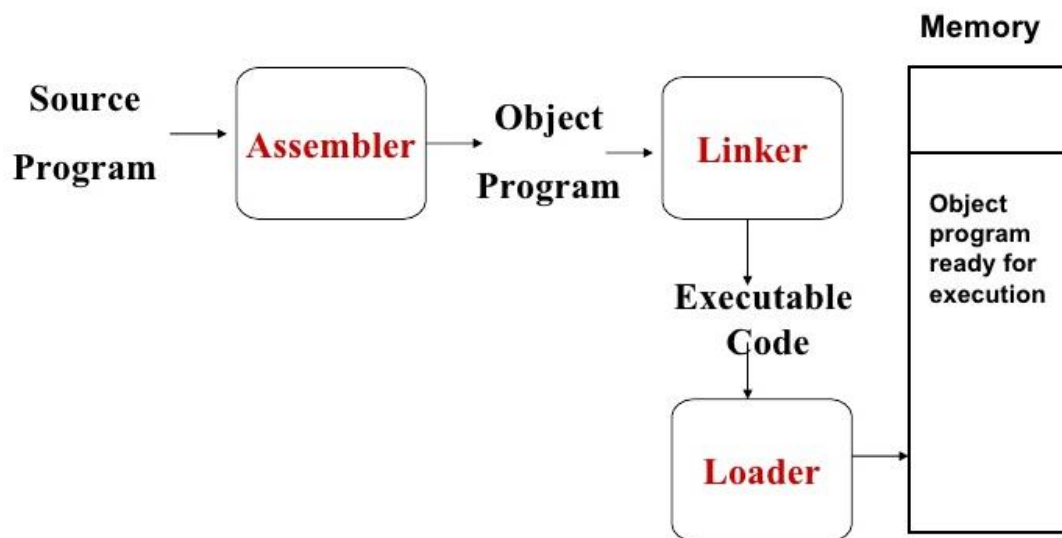 Memory
Source
Program
Assembler
Object
Program
Linker
Executable
Code
Loader
Object
program
ready for
execution